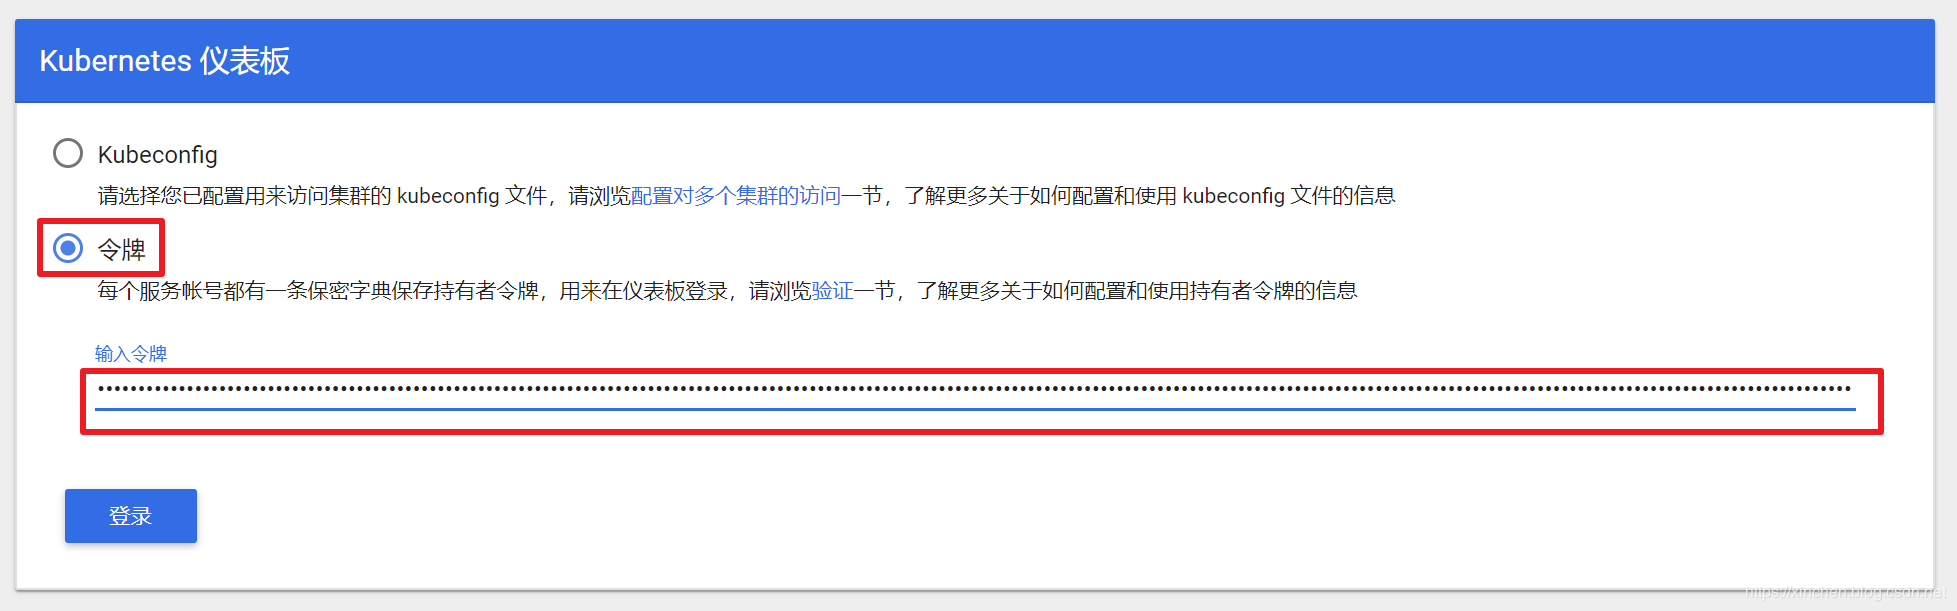 Kubernetes 仪表板
Kubeconfig
请选择您已配置用来访问集群的 kubeconfig 文件，请浏览配置对多个集群的访问一节，了解更多关于如何配置和使用 kubeconfig 文件的信息
令牌
每个服务帐号都有一条保密字典保存持有者令牌，用来在仪表板登录，请浏览验证一节，了解更多关于如何配置和使用持有者令牌的信息
输入令牌
登录
https://xinchen.blog.csdn.net